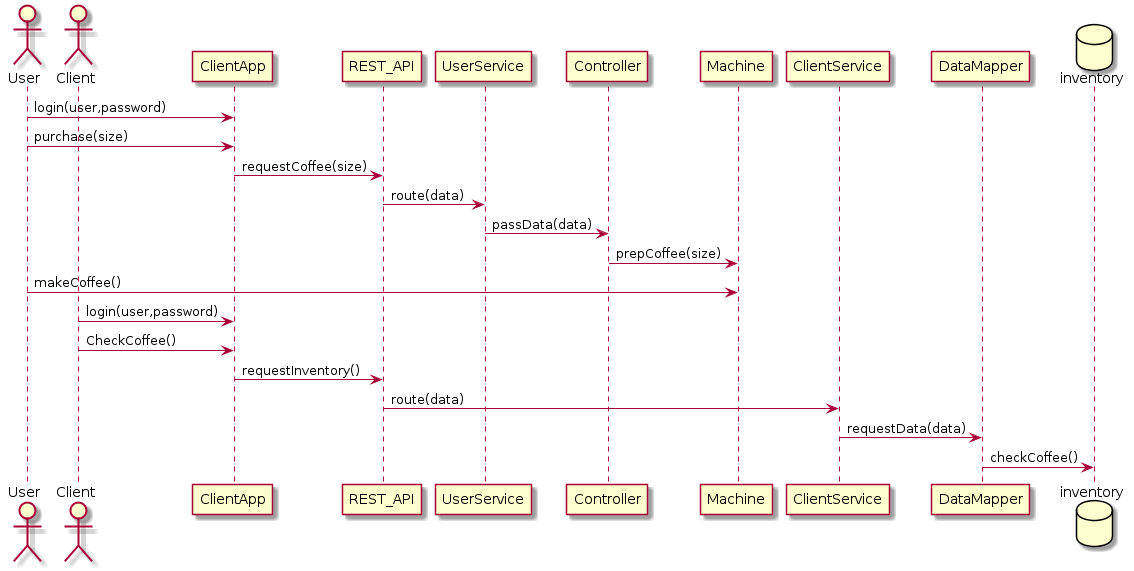 User
Client
ClientApp
REST_API
UserService
Controller
Machine
ClientService
DataMapper
inventory
login(user,password)
purchase(size)
requestCoffee(size)
route(data)
passData(data)
prepCoffee(size)
makeCoffee()
login(user,password)
CheckCoffee()
requestInventory()
route(data)
requestData(data)
checkCoffee()
User
Client
ClientApp
REST_API
UserService
Controller
Machine
ClientService
DataMapper
inventory